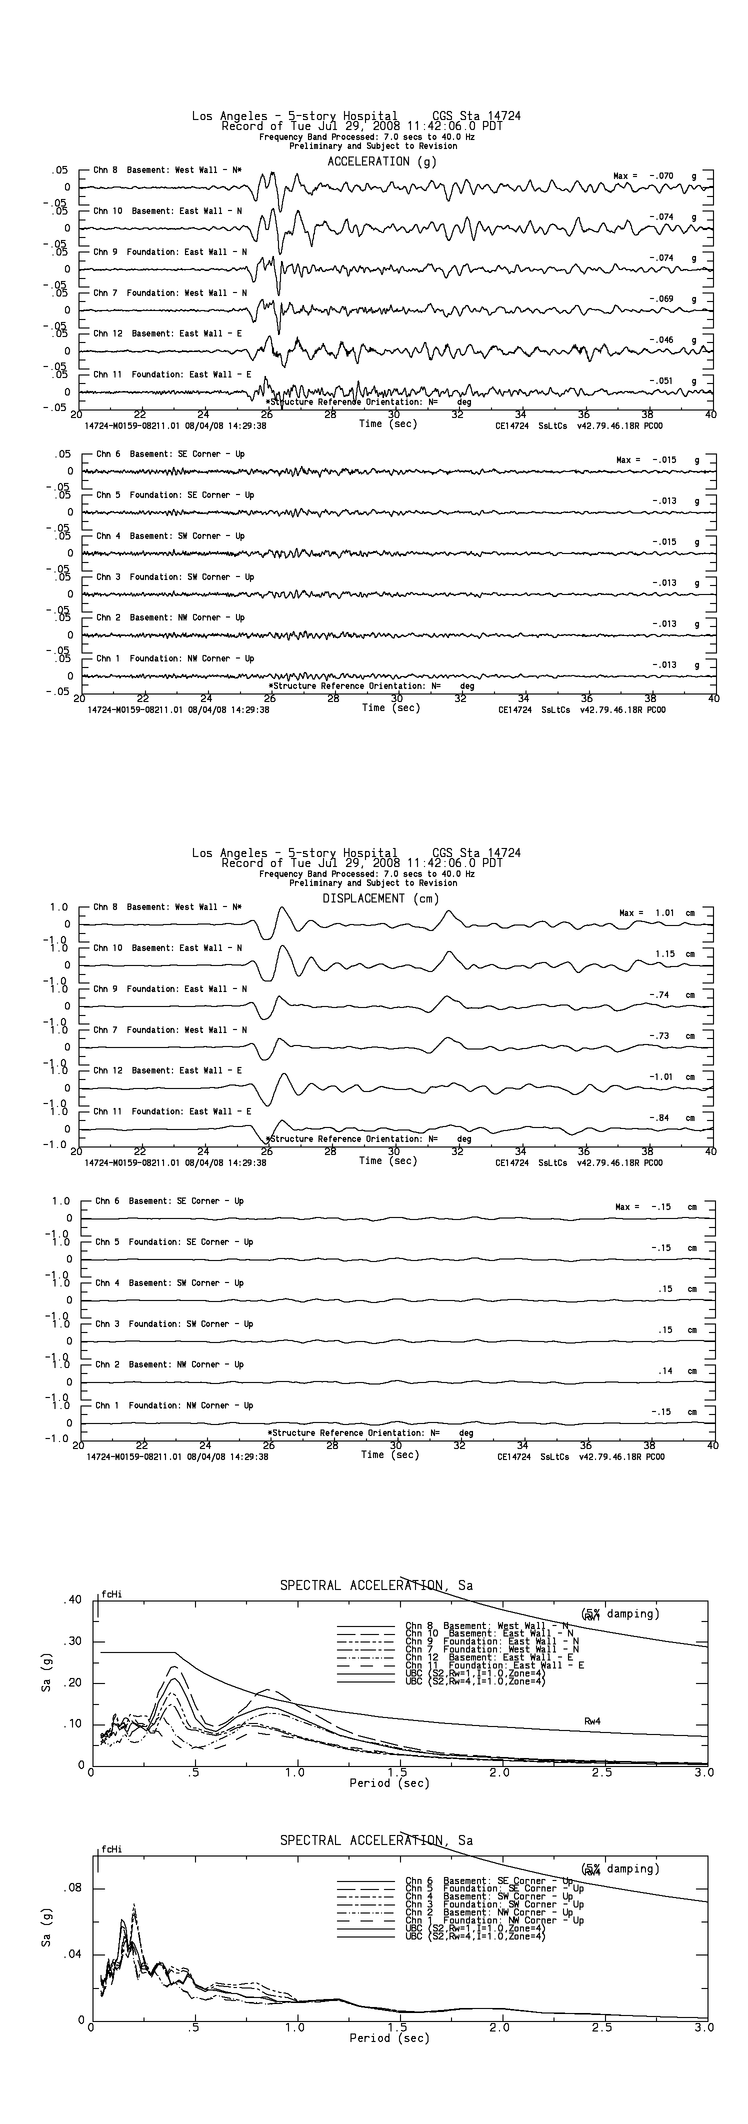 Los Angeles - 5-story Hospital CGS Sta 14724
Record of Tue Jul 29, 2008 11:42:06.0 PDT
Frequency Band Processed: 7.0 secs to 40.0 Hz
Preliminary and Subject to Revision
ACCELERATION (g)
.05 Chn 8 Basement: West Wall - N* Max = -.070 g
0
-.05
.05 Chn 10 Basement: East Wall - N -.074 g
0
-.05
.05 Chn 9 Foundation: East Wall - N -.074 g
0
-.05
.05 Chn 7 Foundation: West Wall - N -.069 g
0
-.05
.05 Chn 12 Basement: East Wall - E -.046 g
0
-.05
.05 Chn 11 Foundation: East Wall - E -.051 g
0
-.05 *Structure Reference Orientation: N= deg
20 22 24 26 28 30 32 34 36 38 40
14724-M0159-08211.01 08/04/08 14:29:38 Time (sec) CE14724 SsLtCs v42.79.46.18R PC00
.05 Chn 6 Basement: SE Corner - Up Max = -.015 g
0
-.05
.05 Chn 5 Foundation: SE Corner - Up -.013 g
0
-.05
.05 Chn 4 Basement: SW Corner - Up -.015 g
0
-.05
.05 Chn 3 Foundation: SW Corner - Up -.013 g
0
-.05
.05 Chn 2 Basement: NW Corner - Up -.013 g
0
-.05
.05 Chn 1 Foundation: NW Corner - Up -.013 g
0
-.05 *Structure Reference Orientation: N= deg
20 22 24 26 28 30 32 34 36 38 40
14724-M0159-08211.01 08/04/08 14:29:38 Time (sec) CE14724 SsLtCs v42.79.46.18R PC00
Los Angeles - 5-story Hospital CGS Sta 14724
Record of Tue Jul 29, 2008 11:42:06.0 PDT
Frequency Band Processed: 7.0 secs to 40.0 Hz
Preliminary and Subject to Revision
DISPLACEMENT (cm)
1.0 Chn 8 Basement: West Wall - N* Max = 1.01 cm
0
-1.0
1.0 Chn 10 Basement: East Wall - N 1.15 cm
0
-1.0
1.0 Chn 9 Foundation: East Wall - N -.74 cm
0
-1.0
1.0 Chn 7 Foundation: West Wall - N -.73 cm
0
-1.0
1.0 Chn 12 Basement: East Wall - E -1.01 cm
0
-1.0
1.0 Chn 11 Foundation: East Wall - E -.84 cm
0
-1.0 *Structure Reference Orientation: N= deg
20 22 24 26 28 30 32 34 36 38 40
14724-M0159-08211.01 08/04/08 14:29:38 Time (sec) CE14724 SsLtCs v42.79.46.18R PC00
1.0 Chn 6 Basement: SE Corner - Up Max = -.15 cm
0
-1.0
1.0 Chn 5 Foundation: SE Corner - Up -.15 cm
0
-1.0
1.0 Chn 4 Basement: SW Corner - Up .15 cm
0
-1.0
1.0 Chn 3 Foundation: SW Corner - Up .15 cm
0
-1.0
1.0 Chn 2 Basement: NW Corner - Up .14 cm
0
-1.0
1.0 Chn 1 Foundation: NW Corner - Up -.15 cm
0
-1.0 *Structure Reference Orientation: N= deg
20 22 24 26 28 30 32 34 36 38 40
14724-M0159-08211.01 08/04/08 14:29:38 Time (sec) CE14724 SsLtCs v42.79.46.18R PC00
SPECTRAL ACCELERATION, Sa
fcHi
(5% damping)
Rw1
Chn 8 Basement: West Wall - N
Chn 10 Basement: East Wall - N
Chn 9 Foundation: East Wall - N
Chn 7 Foundation: West Wall - N
Chn 12 Basement: East Wall - E
Chn 11 Foundation: East Wall - E
UBC (S2,Rw=1,I=1.0,Zone=4)
UBC (S2,Rw=4,I=1.0,Zone=4)
Rw4
.40
.30
.20
.10
0
Sa (g)
0 .5 1.0 1.5 2.0 2.5 3.0
Period (sec)
SPECTRAL ACCELERATION, Sa
fcHi
(5% damping)
Rw4
Chn 6 Basement: SE Corner - Up
Chn 5 Foundation: SE Corner - Up
Chn 4 Basement: SW Corner - Up
Chn 3 Foundation: SW Corner - Up
Chn 2 Basement: NW Corner - Up
Chn 1 Foundation: NW Corner - Up
UBC (S2,Rw=1,I=1.0,Zone=4)
UBC (S2,Rw=4,I=1.0,Zone=4)
.08
.04
0
Sa (g)
0 .5 1.0 1.5 2.0 2.5 3.0
Period (sec)